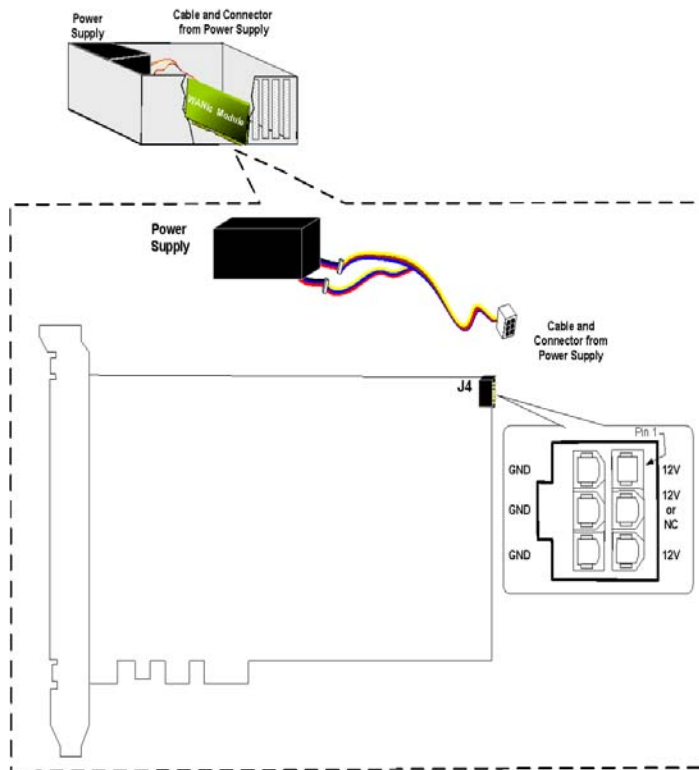 Power
Supply
Cable and Connector
from Power Supply
WANic Module
Power
Supply
Cable and
Connector from
Power Supply
J4
Pin 1
GND
12V
GND
12V
or
NC
GND
12V